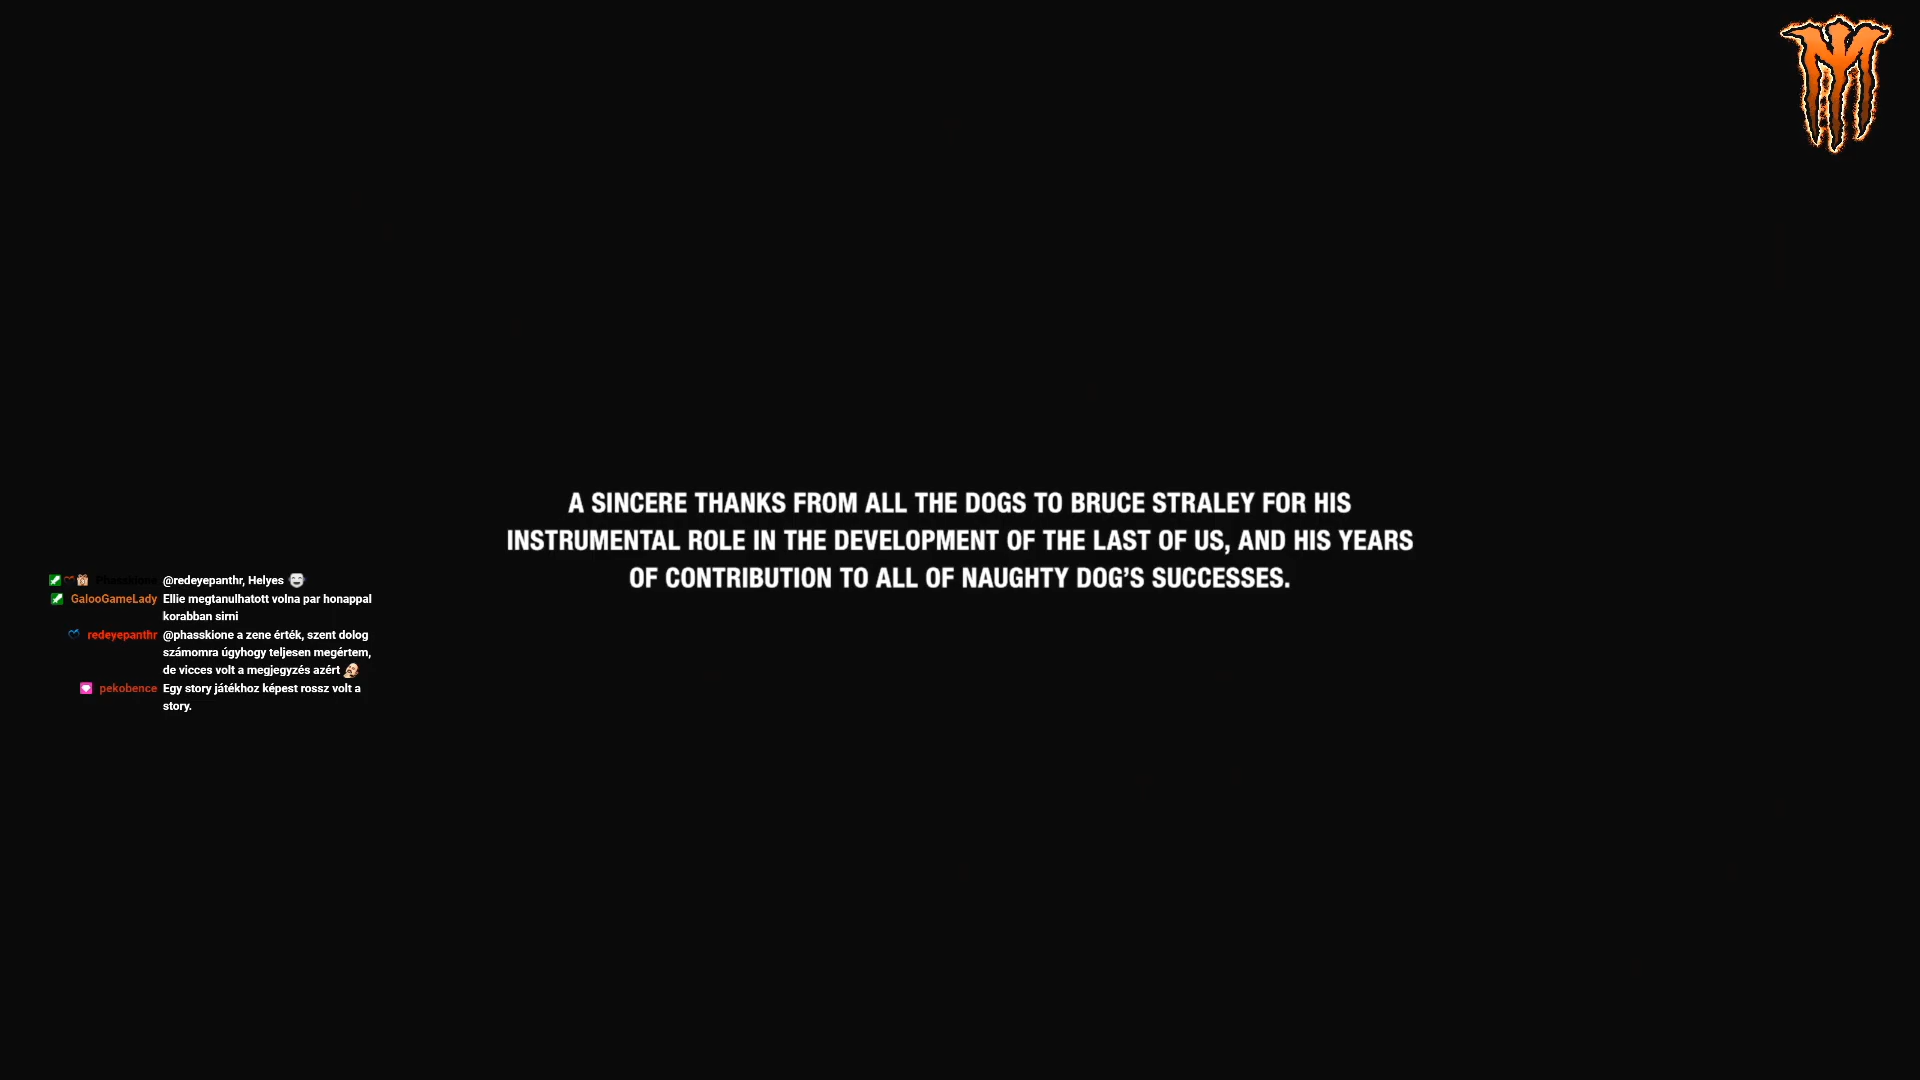 A SINCERE THANKS FROM ALL THE DOGS TO BRUCE STRALEY FOR HIS
INSTRUMENTAL ROLE IN THE DEVELOPMENT OF THE LAST OF US, AND HIS YEARS
OF CONTRIBUTION TO ALL OF NAUGHTY DOG’S SUCCESSES.
Phasskione @redeyepanthr, Helyes
GalooGameLady Ellie megtanulhatott volna par honappal
korabban sirni
redeyepanthr @phasskione a zene érték, szent dolog
számomra úgyhogy teljesen megértem,
de vicces volt a megjegyzés azért
pekobence Egy story játékhoz képest rossz volt a
story.